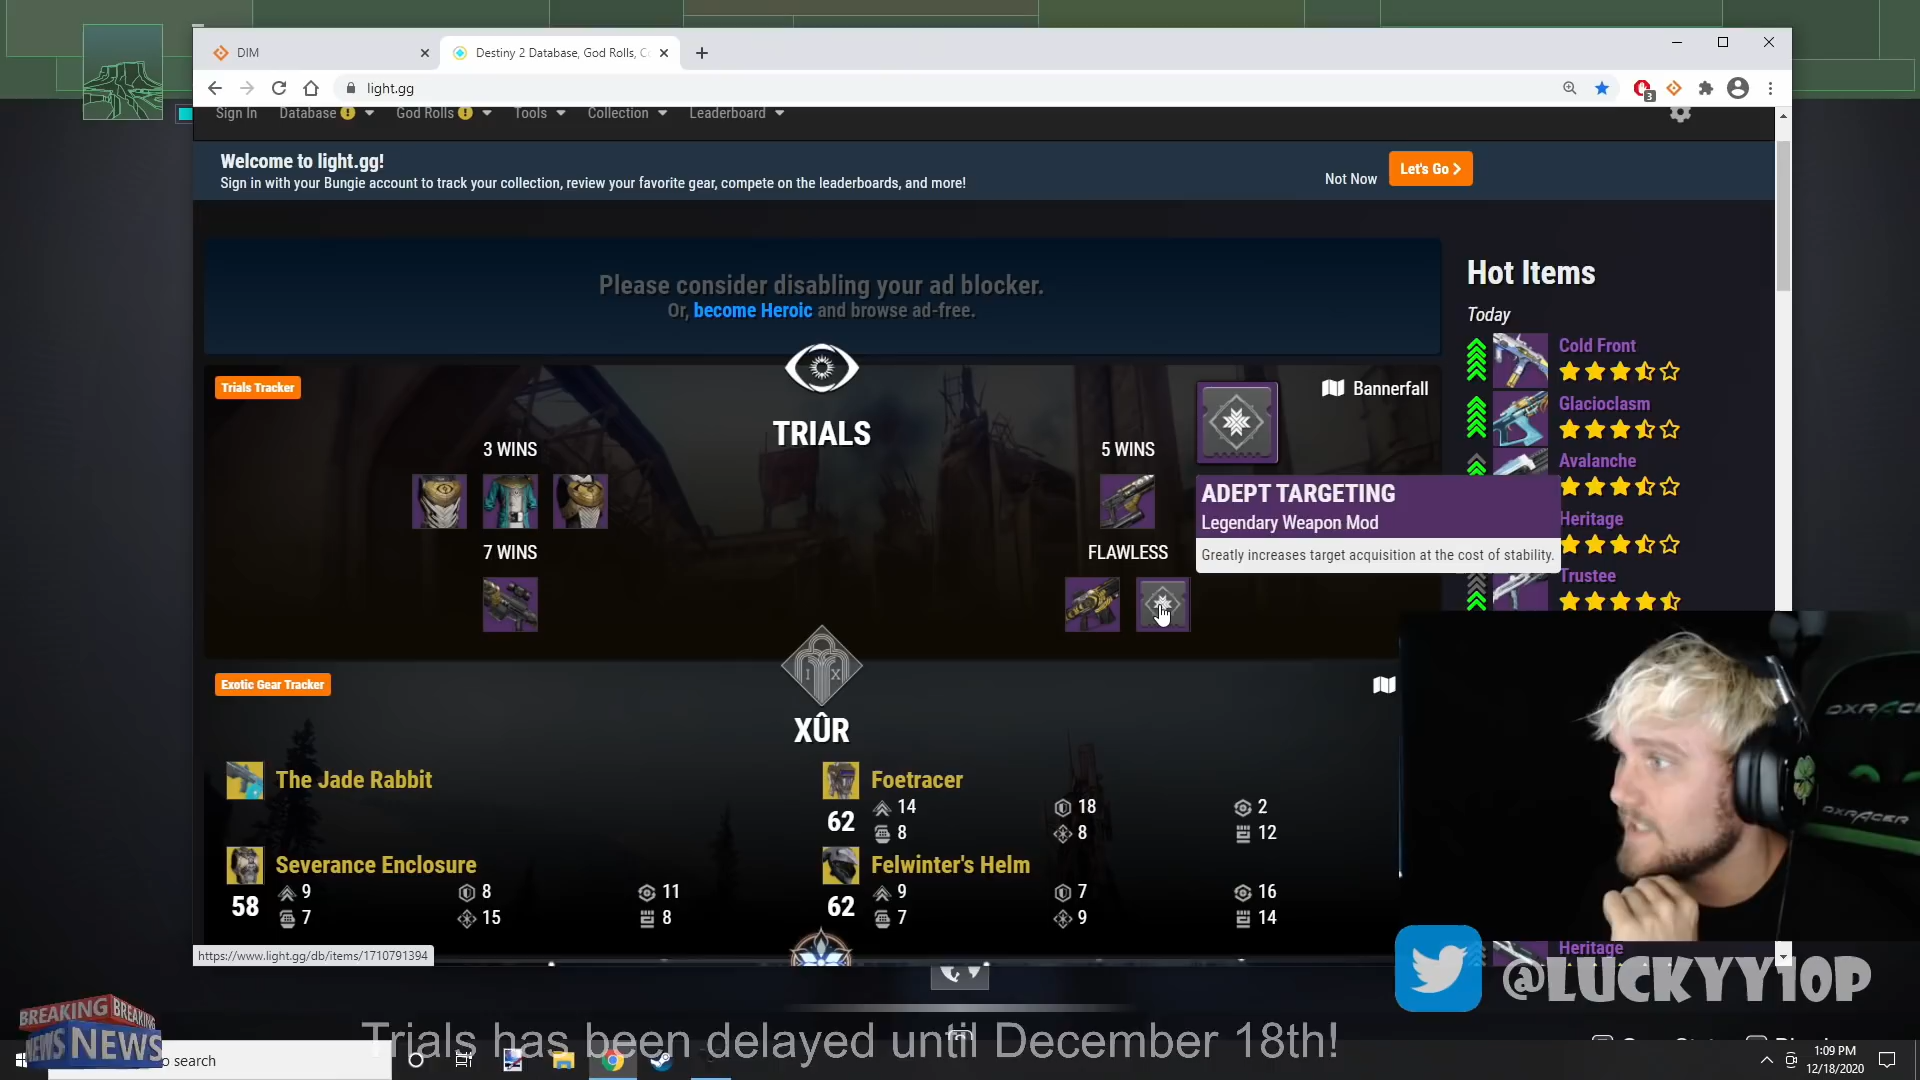 DIM
Destiny 2 Database, God Rolls, C
light.gg
3
Sign In
Database
God Rolls
Tools
Collection
Leaderboard
Welcome to light.gg!
Sign in with your Bungie account to track your collection, review your favorite gear, compete on the leaderboards, and more!
Not Now
Let's Go
Please consider disabling your ad blocker.
Or, become Heroic and browse ad-free.
Trials Tracker
TRIALS
Bannerfall
3 WINS
5 WINS
7 WINS
FLAWLESS
ADEPT TARGETING
Legendary Weapon Mod
Greatly increases target acquisition at the cost of stability.
Hot Items
Today
Cold Front
Glacioclasm
Avalanche
Heritage
Trustee
Exotic Gear Tracker
IX
XÛR
The Jade Rabbit
Foetracer
62
14
18
2
8
8
12
Severance Enclosure
58
9
8
11
7
15
8
Felwinter's Helm
62
9
7
16
7
9
14
Heritage
https://www.light.gg/db/items/1710791394
DXRACER
@LUCKYY10P
BREAKING BREAKING
NEWS NEWS
Trials has been delayed until December 18th!
o search
1:09 PM
12/18/2020